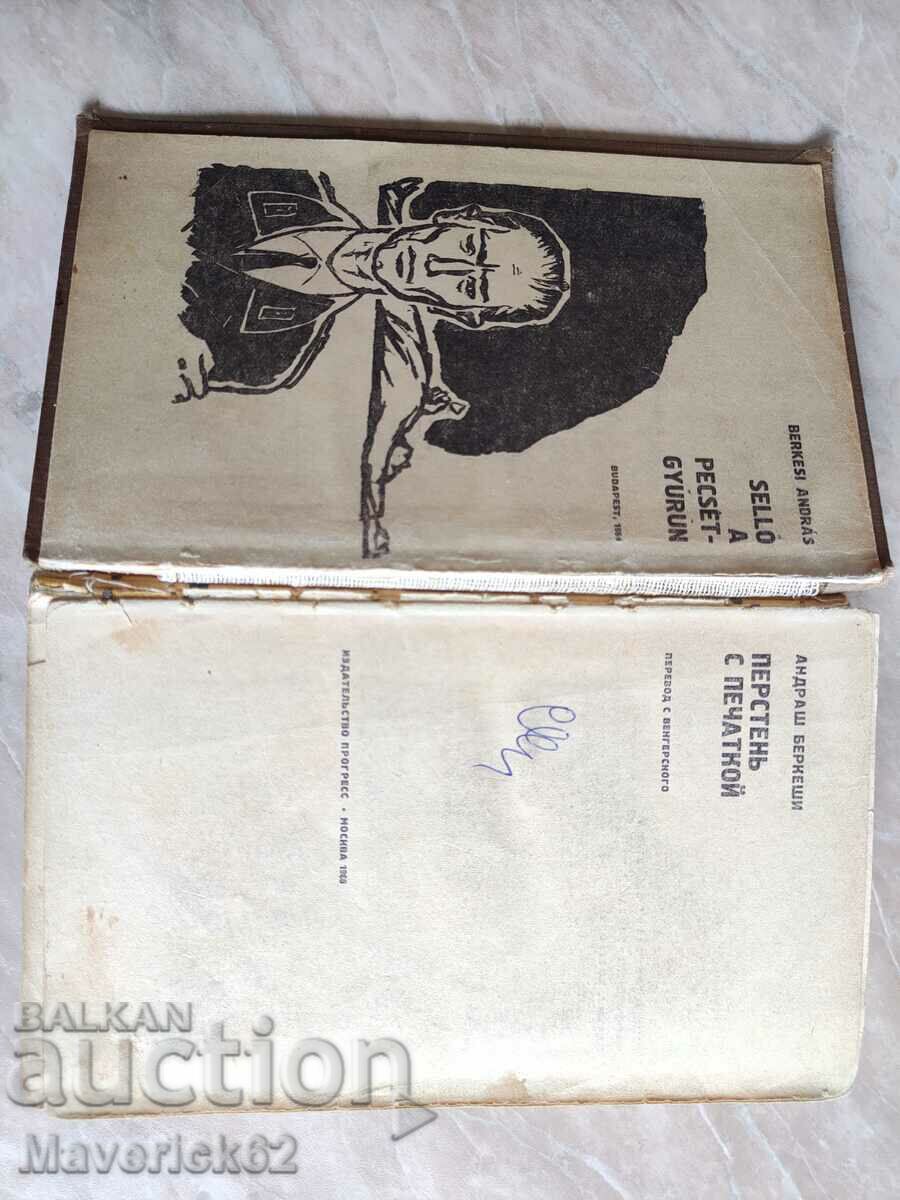 BERKESI ANDRÁS
SELLŐ
A
PECSÉT-
GYŰRŰN
BUDAPEST, 1964
АНДРАШ БЕРКЕШИ
ПЕРСТЕНЬ
С ПЕЧАТКОЙ
ПЕРЕВОД С ВЕНГЕРСКОГО
ИЗДАТЕЛЬСТВО ПРОГРЕСС • МОСКВА 1968
BALKAN
auction
Maverick62